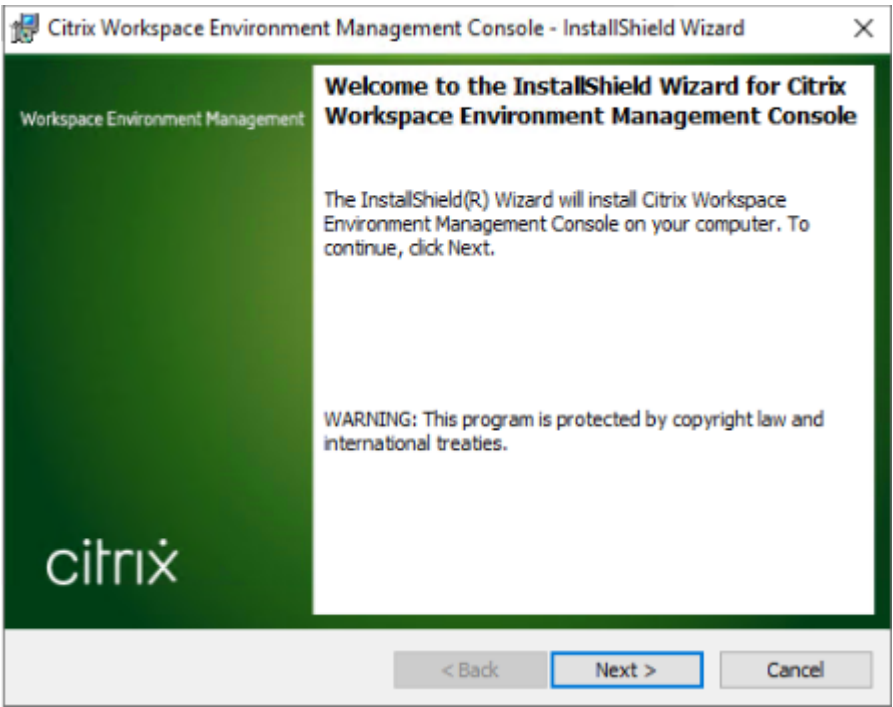 Citrix Workspace Environment Management Console - InstallShield Wizard
Workspace Environment Management
Welcome to the InstallShield Wizard for Citrix
Workspace Environment Management Console
The InstallShield(R) Wizard will install Citrix Workspace
Environment Management Console on your computer. To
continue, click Next.
WARNING: This program is protected by copyright law and
international treaties.
citrix
< Back
Next >
Cancel